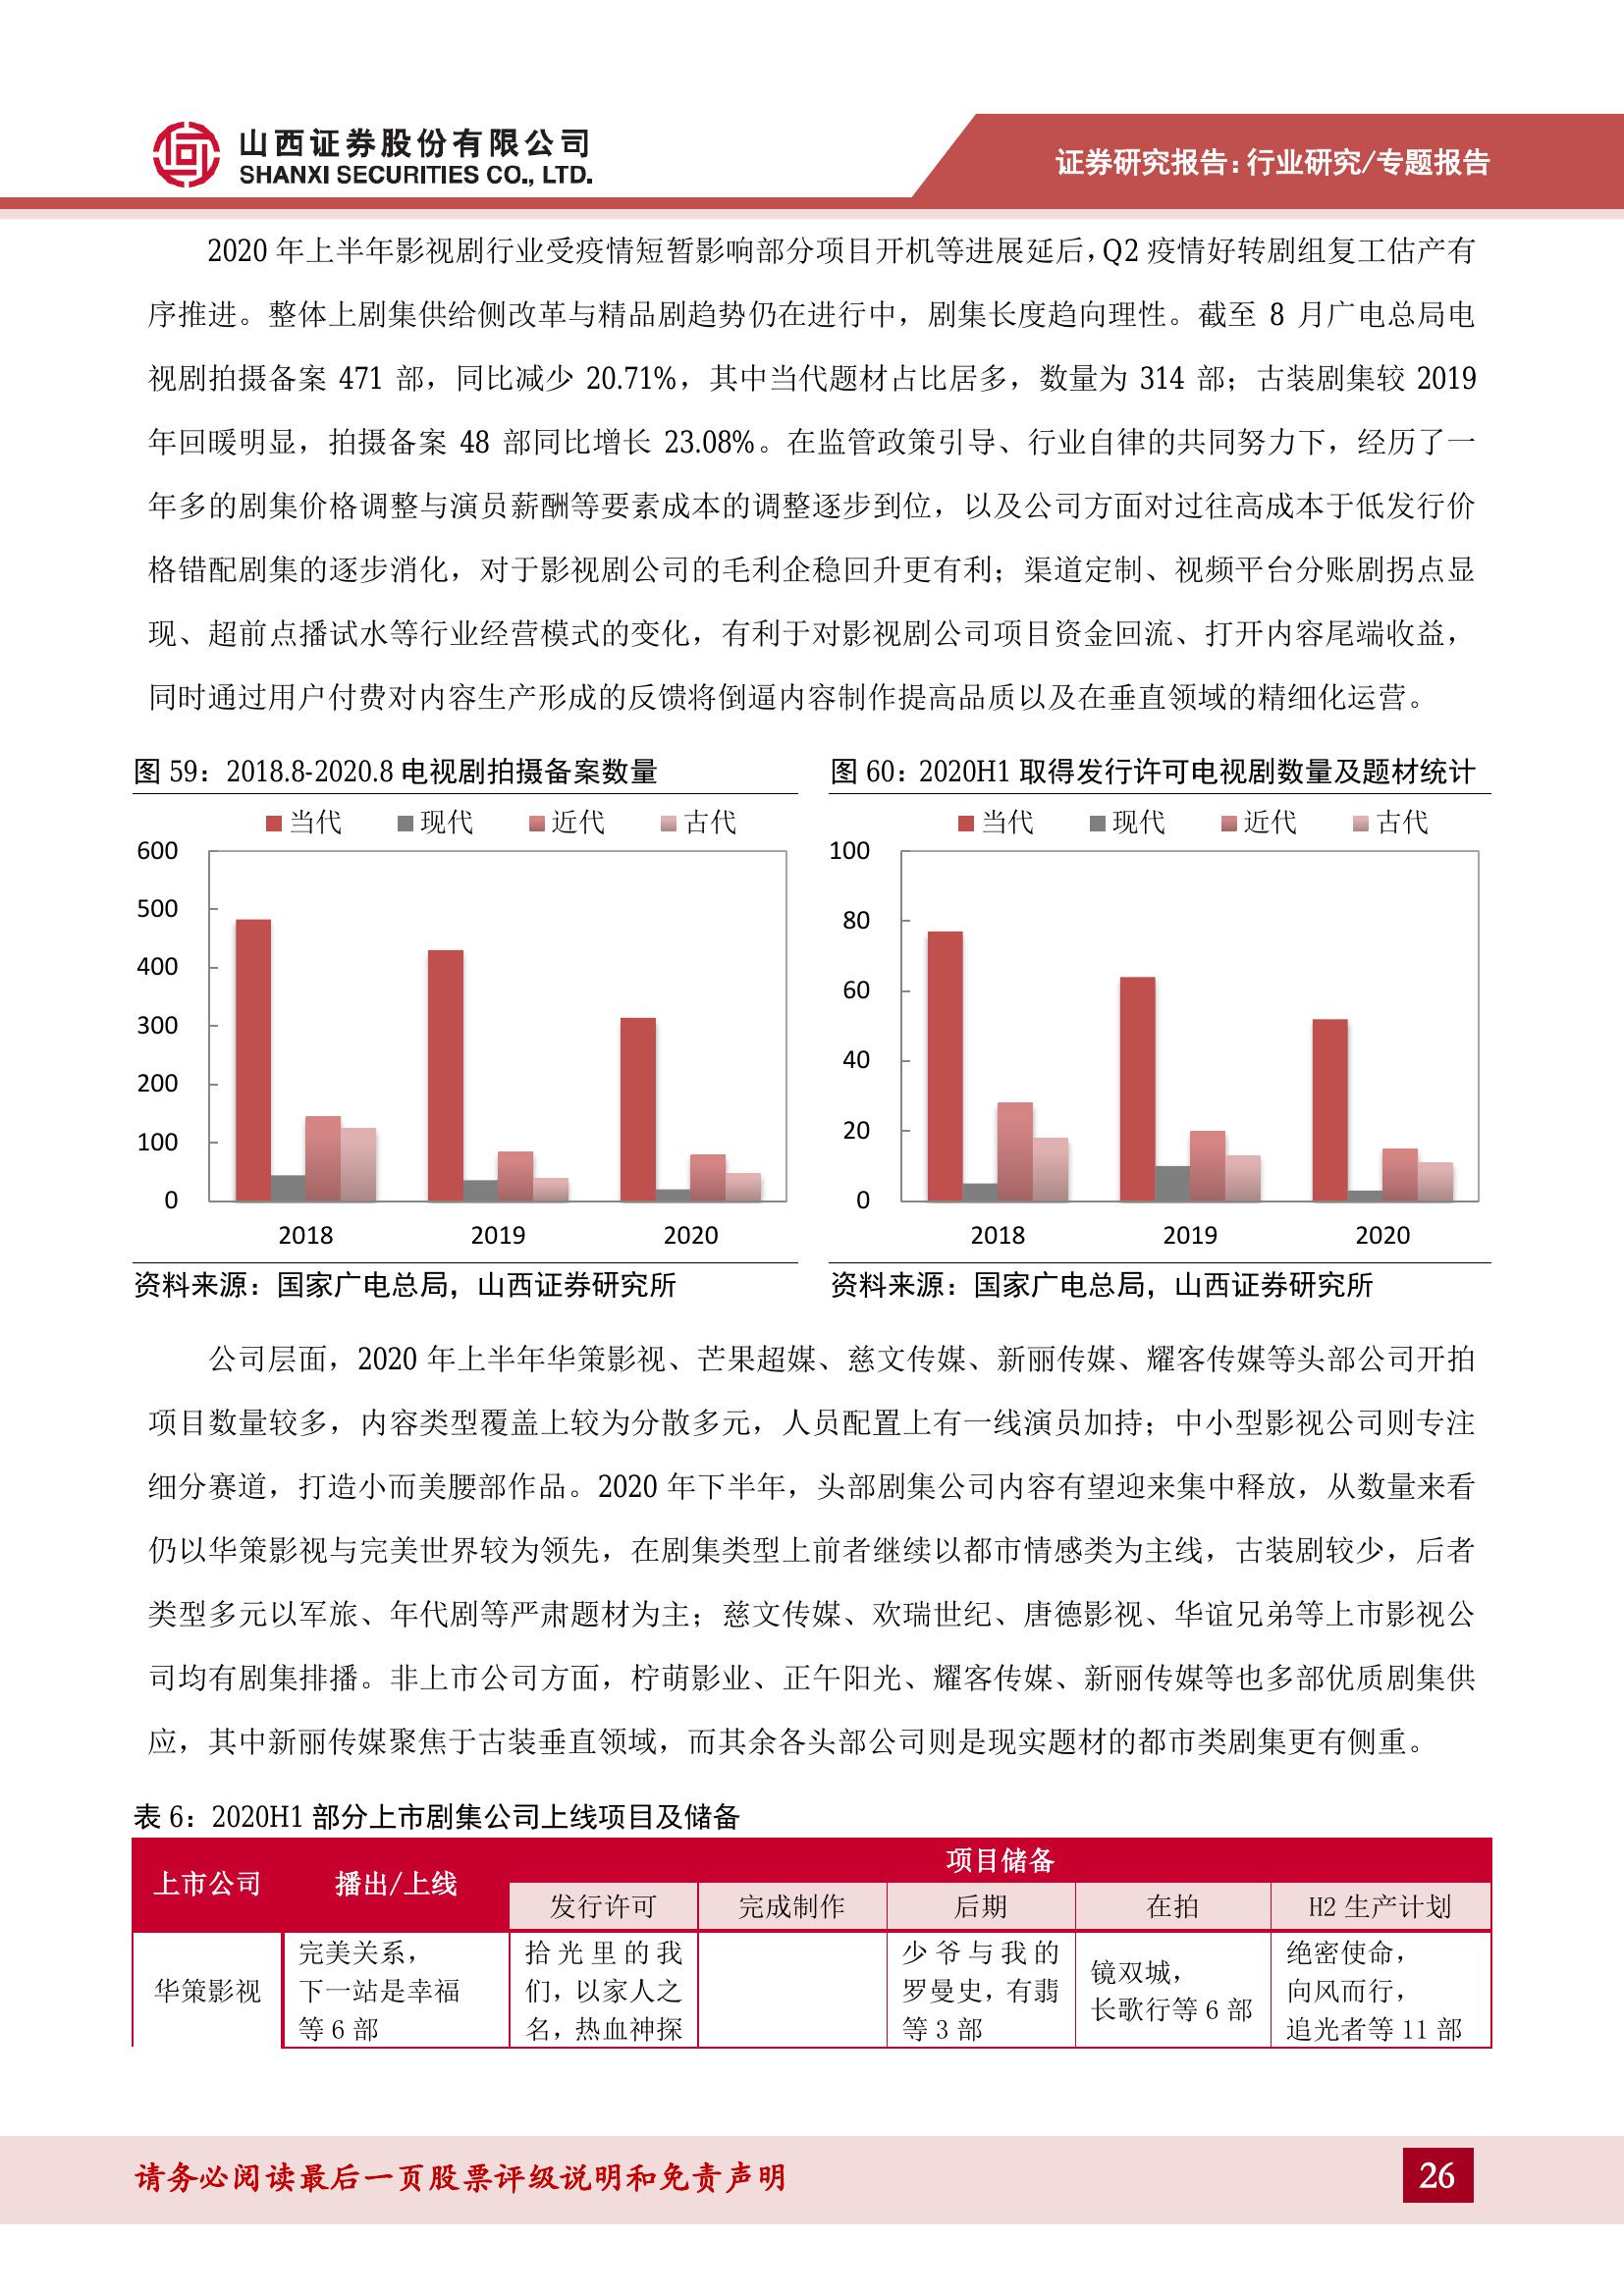 山西证券股份有限公司
SHANXI SECURITIES CO., LTD.
证券研究报告:行业研究/专题报告
2020 年上半年影视剧行业受疫情短暂影响部分项目开机等进展延后,Q2 疫情好转剧组复工估产有
序推进。整体上剧集供给侧改革与精品剧趋势仍在进行中，剧集长度趋向理性。截至 8 月广电总局电
视剧拍摄备案 471 部，同比减少 20.71%，其中当代题材占比居多，数量为 314 部；古装剧集较 2019
年回暖明显，拍摄备案 48 部同比增长 23.08%。在监管政策引导、行业自律的共同努力下，经历了一
年多的剧集价格调整与演员薪酬等要素成本的调整逐步到位，以及公司方面对过往高成本于低发行价
格错配剧集的逐步消化，对于影视剧公司的毛利企稳回升更有利；渠道定制、视频平台分账剧拐点显
现、超前点播试水等行业经营模式的变化，有利于对影视剧公司项目资金回流、打开内容尾端收益，
同时通过用户付费对内容生产形成的反馈将倒逼内容制作提高品质以及在垂直领域的精细化运营。
图 59：2018.8-2020.8 电视剧拍摄备案数量
当代 现代 近代 古代
600
500
400
300
200
100
0
2018 2019 2020
资料来源：国家广电总局，山西证券研究所
图 60：2020H1 取得发行许可电视剧数量及题材统计
当代 现代 近代 古代
100
80
60
40
20
0
2018 2019 2020
资料来源：国家广电总局，山西证券研究所
公司层面，2020 年上半年华策影视、芒果超媒、慈文传媒、新丽传媒、耀客传媒等头部公司开拍
项目数量较多，内容类型覆盖上较为分散多元，人员配置上有一线演员加持；中小型影视公司则专注
细分赛道，打造小而美腰部作品。2020 年下半年，头部剧集公司内容有望迎来集中释放，从数量来看
仍以华策影视与完美世界较为领先，在剧集类型上前者继续以都市情感类为主线，古装剧较少，后者
类型多元以军旅、年代剧等严肃题材为主；慈文传媒、欢瑞世纪、唐德影视、华谊兄弟等上市影视公
司均有剧集排播。非上市公司方面，柠萌影业、正午阳光、耀客传媒、新丽传媒等也多部优质剧集供
应，其中新丽传媒聚焦于古装垂直领域，而其余各头部公司则是现实题材的都市类剧集更有侧重。
表 6：2020H1 部分上市剧集公司上线项目及储备
上市公司 播出/上线 项目储备
发行许可 完成制作 后期 在拍 H2 生产计划
华策影视
完美关系，
下一站是幸福
等 6 部
拾光里的我
们，以家人之
名，热血神探
少爷与我的
罗曼史，有翡
等 3 部
镜双城，
长歌行等 6 部
绝密使命，
向风而行，
追光者等 11 部
请务必阅读最后一页股票评级说明和免责声明
26